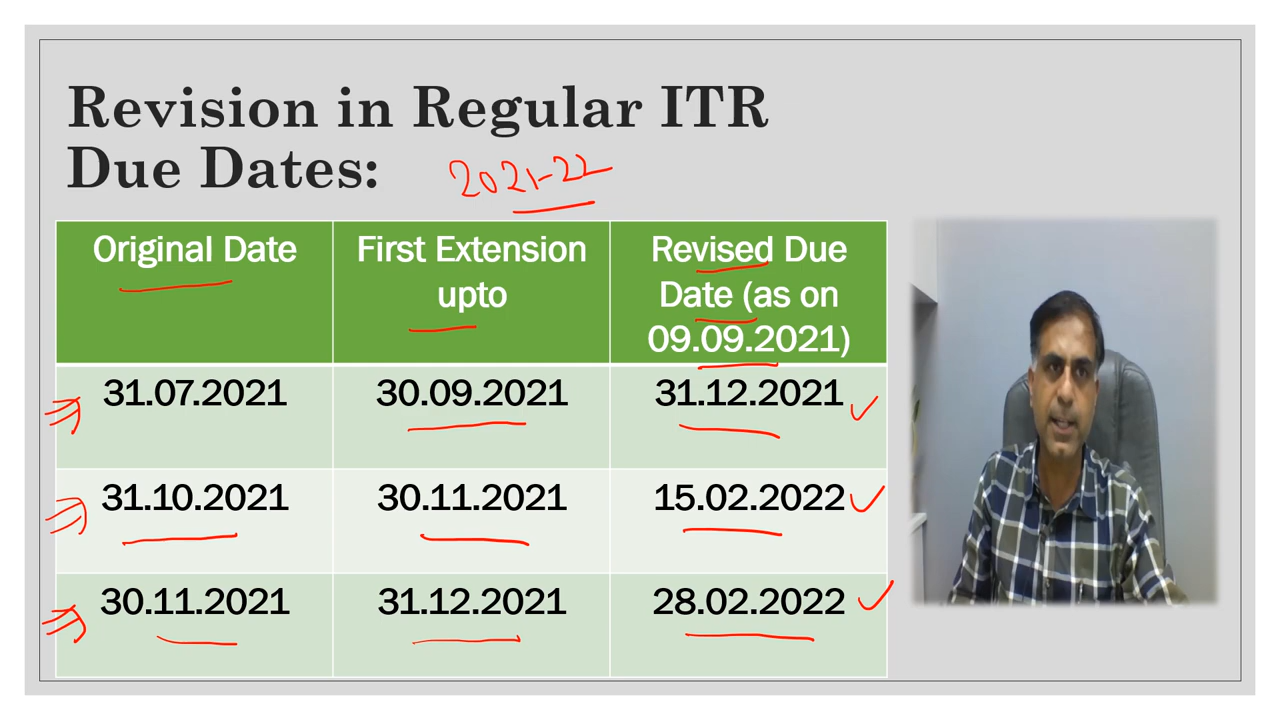 Revision in Regular ITR
Due Dates:
2021-22
Original Date
First Extension
upto
Revised Due
Date (as on
09.09.2021)
31.07.2021
30.09.2021
31.12.2021
31.10.2021
30.11.2021
15.02.2022
30.11.2021
31.12.2021
28.02.2022